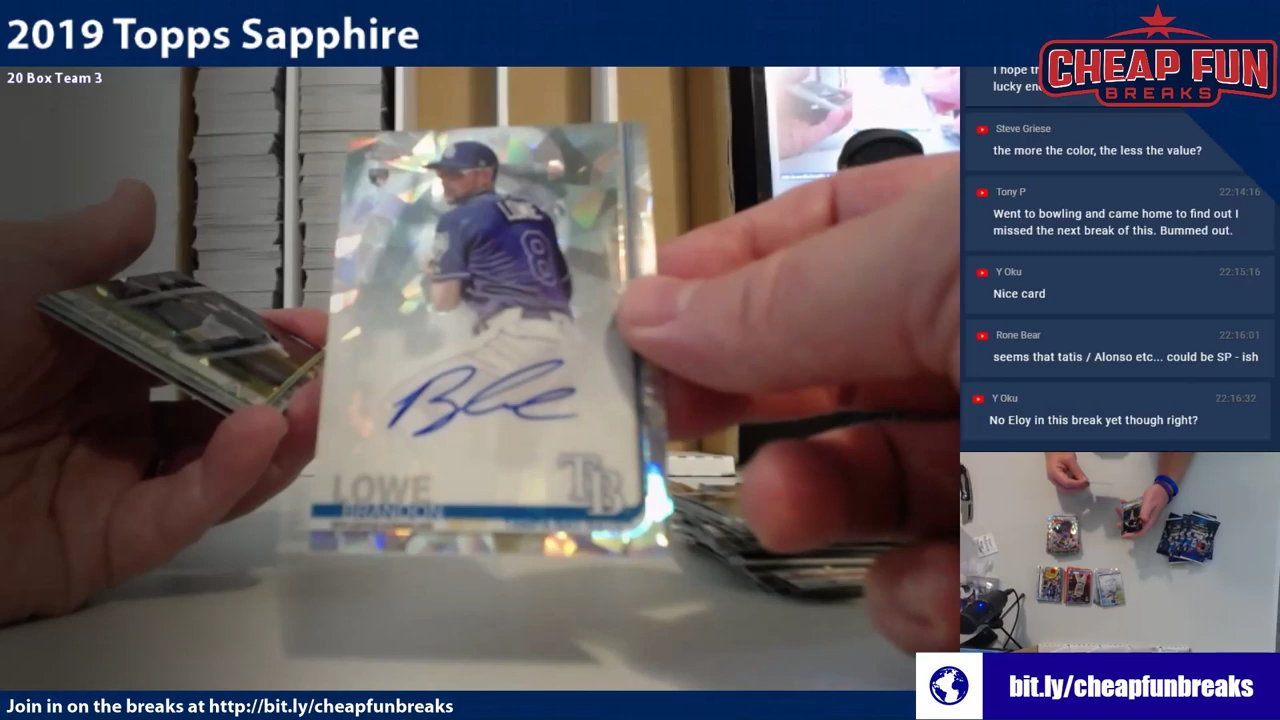 2019 Topps Sapphire
20 Box Team 3
CHEAP FUN
BREAKS
I hope th
lucky en
Steve Griese
the more the color, the less the value?
Tony P 22:14:16
Went to bowling and came home to find out I
missed the next break of this. Bummed out.
Y Oku 22:15:16
Nice card
Rone Bear 22:16:01
seems that tatis / Alonso etc... could be SP - ish
Y Oku 22:16:32
No Eloy in this break yet though right?
LOWE
8
LOWE
BRANDON
TB
Join in on the breaks at http://bit.ly/cheapfunbreaks
bit.ly/cheapfunbreaks